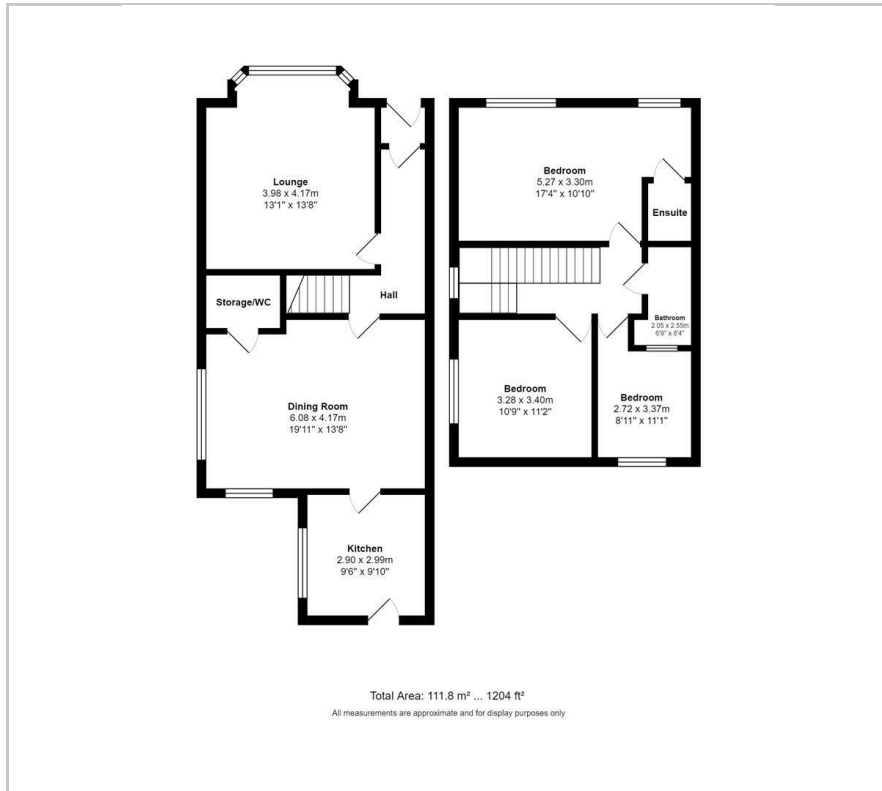 Lounge
3.98 x 4.17m
13'1" x 13'8"
Storage/WC
Hall
Dining Room
6.08 x 4.17m
19'11" x 13'8"
Kitchen
2.90 x 2.99m
9'6" x 9'10"
Bedroom
5.27 x 3.30m
17'4" x 10'10"
Ensuite
Bathroom
2.05 x 2.55m
6'9" x 8'4"
Bedroom
3.28 x 3.40m
10'9" x 11'2"
Bedroom
2.72 x 3.37m
8'11" x 11'1"
Total Area: 111.8 m² ... 1204 ft²
All measurements are approximate and for display purposes only